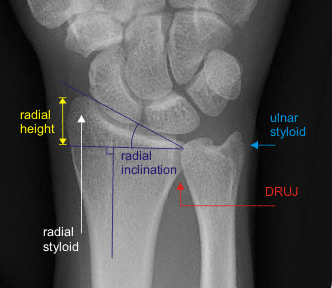 radial
height
radial
inclination
ulnar
styloid
DRUJ
radial
styloid